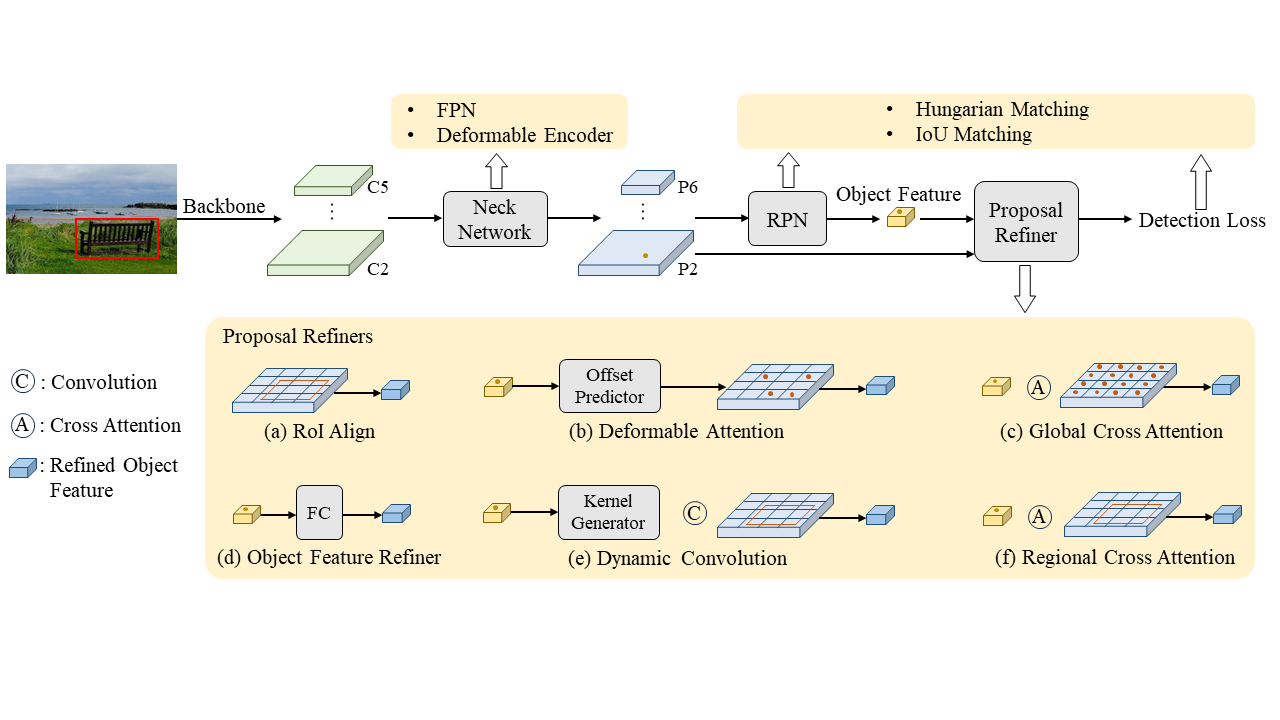 • FPN
• Deformable Encoder
• Hungarian Matching
• IoU Matching
Backbone
C5
⋮
C2
Neck
Network
P6
⋮
P2
RPN
Object Feature
Proposal
Refiner
Detection Loss
Proposal Refiners
C : Convolution
A : Cross Attention
: Refined Object
Feature
(a) RoI Align
Offset
Predictor
(b) Deformable Attention
A
(c) Global Cross Attention
FC
(d) Object Feature Refiner
Kernel
Generator
C
(e) Dynamic Convolution
A
(f) Regional Cross Attention